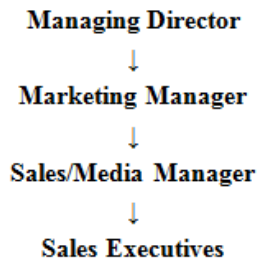 Managing Director
↓
Marketing Manager
↓
Sales/Media Manager
↓
Sales Executives